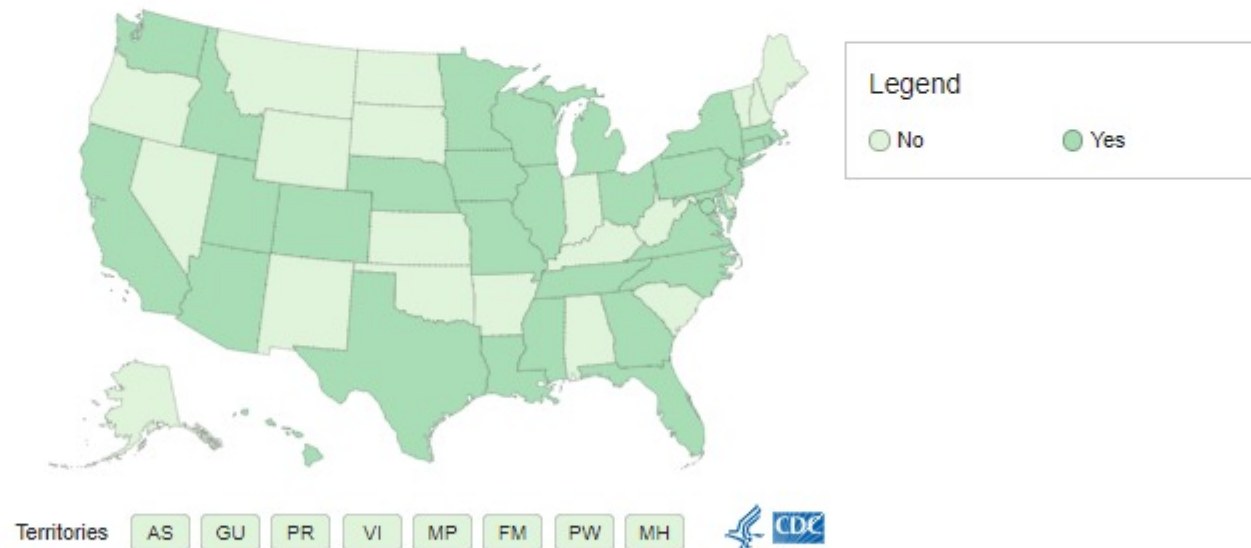 Legend
No Yes
Territories AS GU PR VI MP FM PW MH CDC